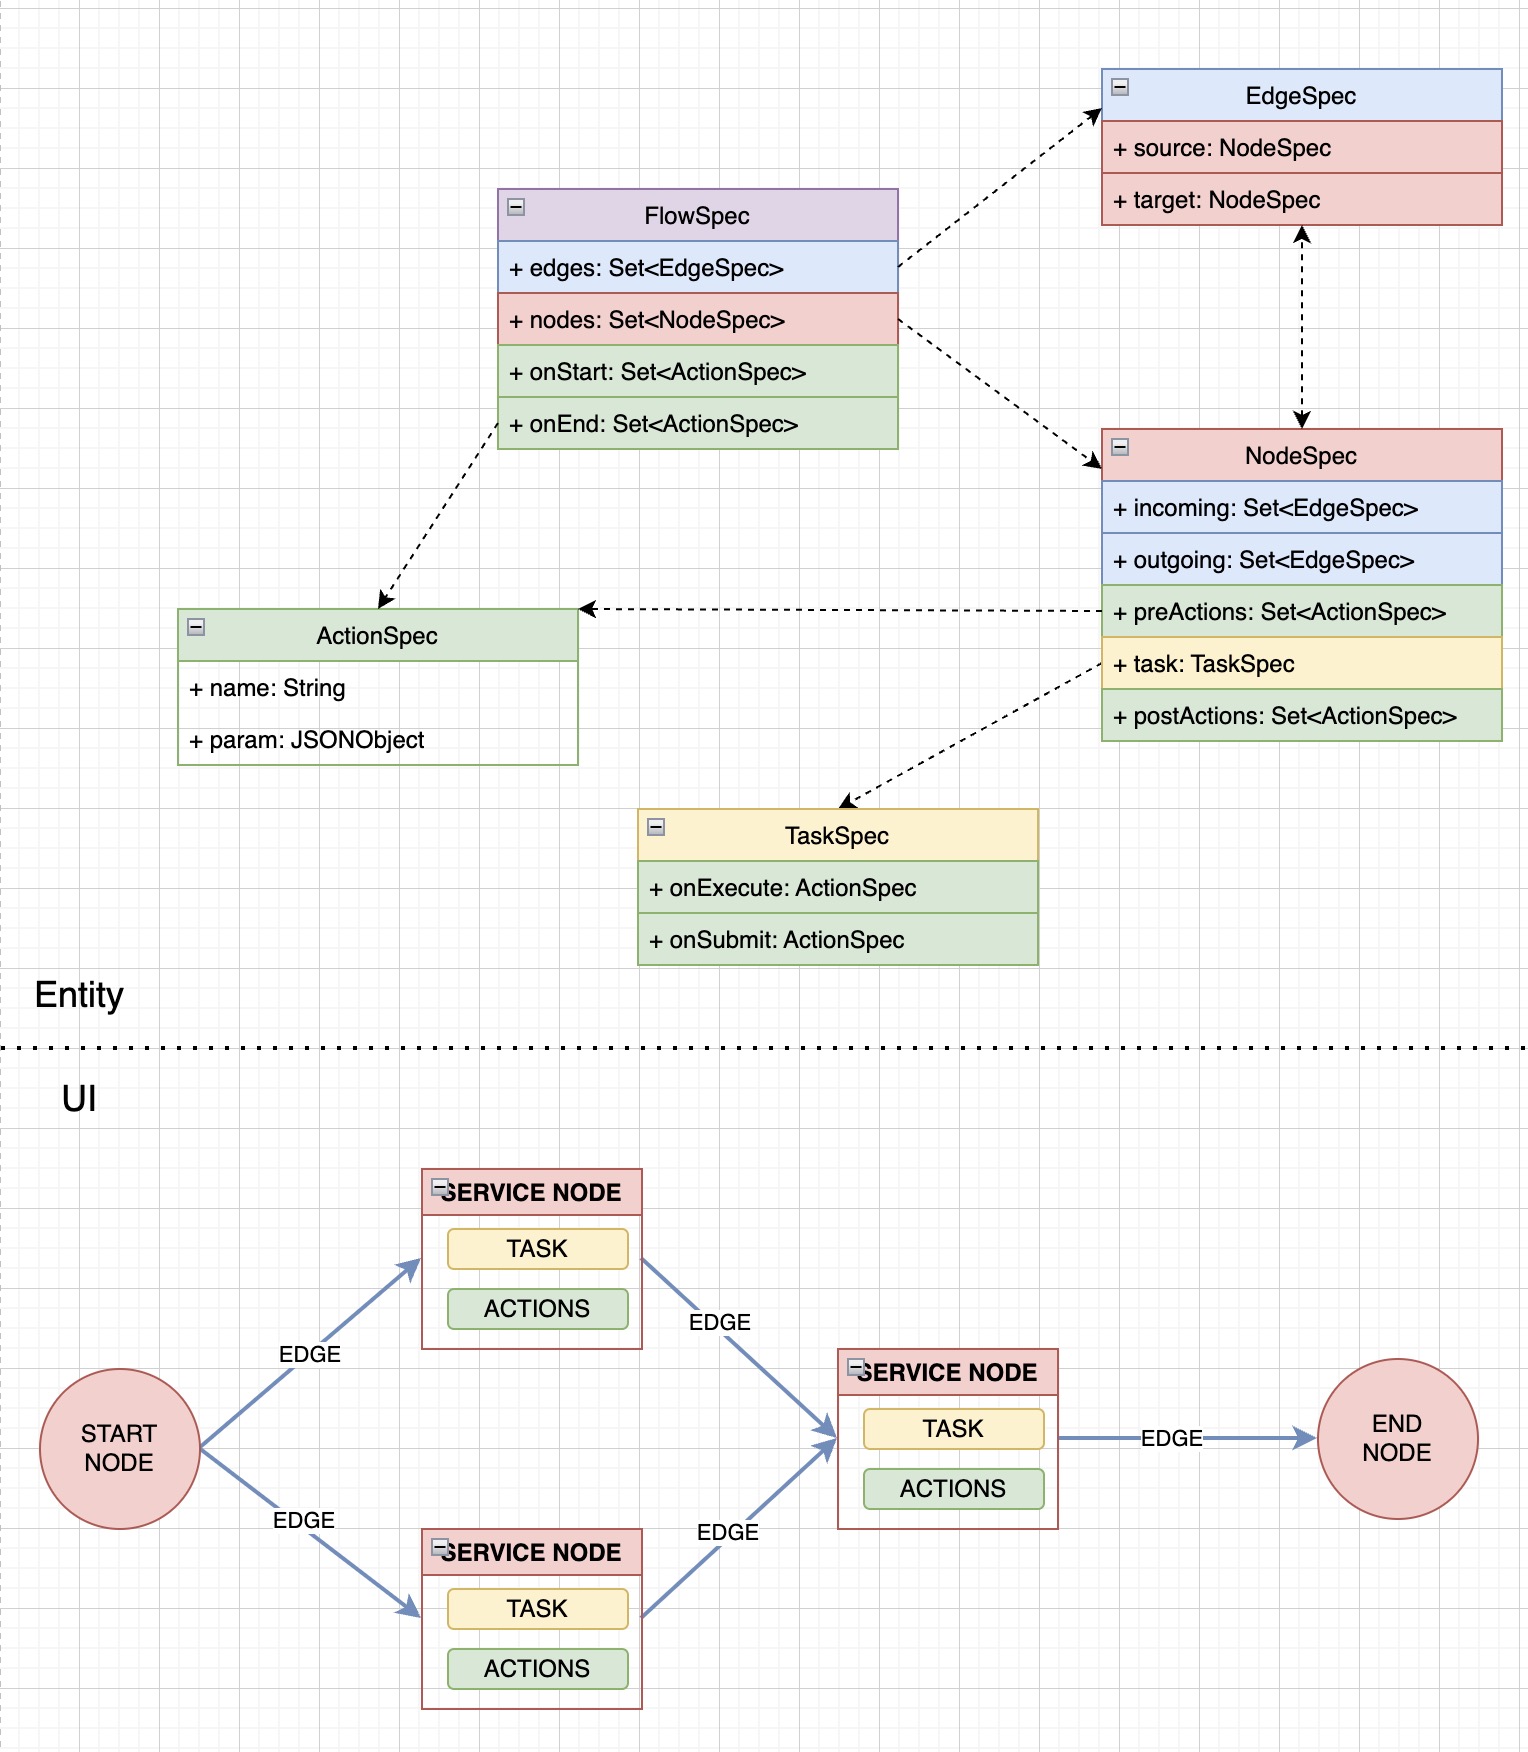 EdgeSpec
+ source: NodeSpec
+ target: NodeSpec
FlowSpec
+ edges: Set<EdgeSpec>
+ nodes: Set<NodeSpec>
+ onStart: Set<ActionSpec>
+ onEnd: Set<ActionSpec>
NodeSpec
+ incoming: Set<EdgeSpec>
+ outgoing: Set<EdgeSpec>
+ preActions: Set<ActionSpec>
+ task: TaskSpec
+ postActions: Set<ActionSpec>
ActionSpec
+ name: String
+ param: JSONObject
TaskSpec
+ onExecute: ActionSpec
+ onSubmit: ActionSpec
Entity
UI
START
NODE
EDGE
EDGE
SERVICE NODE
TASK
ACTIONS
SERVICE NODE
TASK
ACTIONS
EDGE
EDGE
SERVICE NODE
TASK
ACTIONS
EDGE
END
NODE